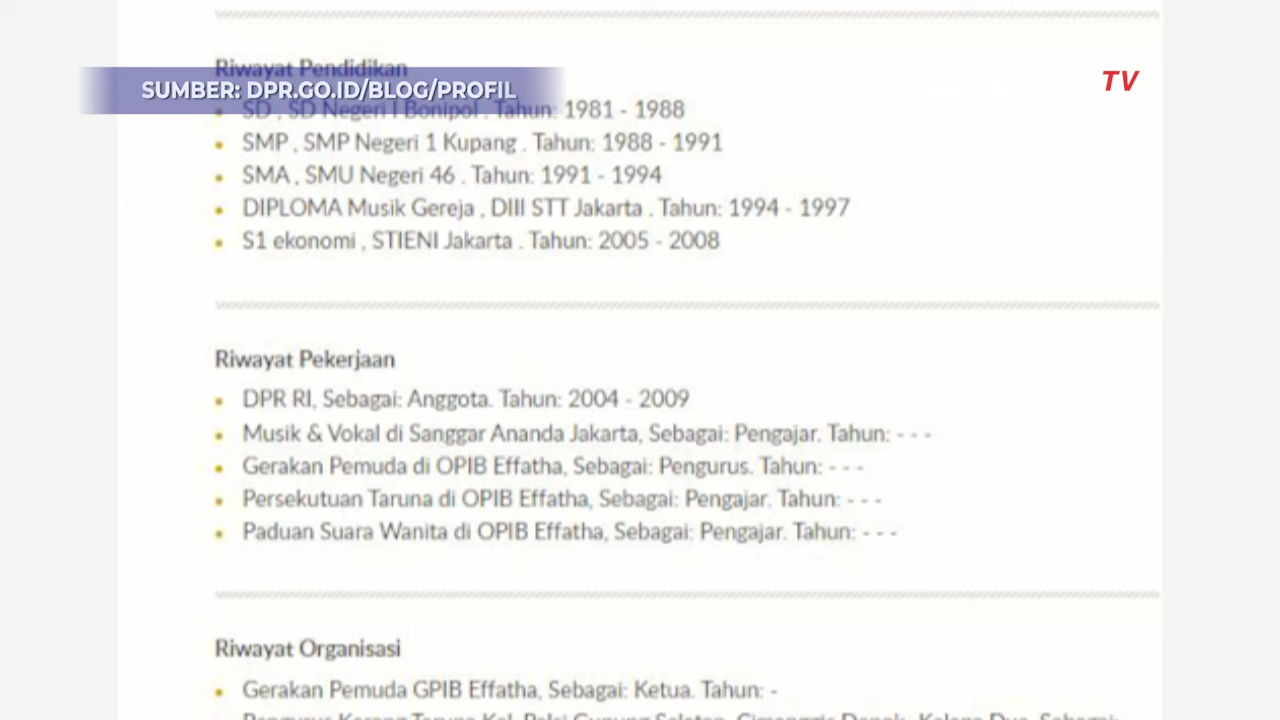 Riwayat Pendidikan
TV
SUMBER: DPR.GO.ID/BLOG/PROFIL
SD , SD Negeri I Bonipol . Tahun: 1981 - 1988
SMP , SMP Negeri 1 Kupang . Tahun: 1988 - 1991
SMA , SMU Negeri 46 . Tahun: 1991 - 1994
DIPLOMA Musik Gereja , DIII STT Jakarta . Tahun: 1994 - 1997
S1 ekonomi , STIENI Jakarta . Tahun: 2005 - 2008
Riwayat Pekerjaan
DPR RI, Sebagai: Anggota. Tahun: 2004 - 2009
Musik & Vokal di Sanggar Ananda Jakarta, Sebagai: Pengajar. Tahun: - - -
Gerakan Pemuda di OPIB Effatha, Sebagai: Pengurus. Tahun: - - -
Persekutuan Taruna di OPIB Effatha, Sebagai: Pengajar. Tahun: - - -
Paduan Suara Wanita di OPIB Effatha, Sebagai: Pengajar. Tahun: - - -
Riwayat Organisasi
Gerakan Pemuda GPIB Effatha, Sebagai: Ketua. Tahun: -